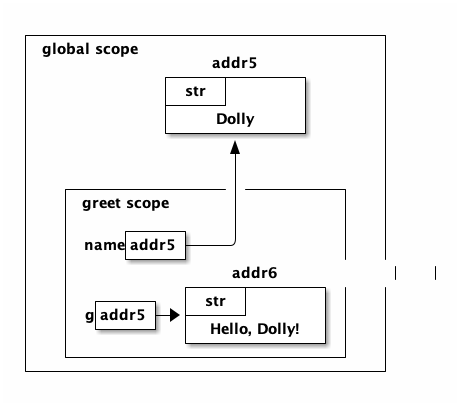 global scope
addr5
str
Dolly
greet scope
name addr5
addr6
str
g addr5
Hello, Dolly!